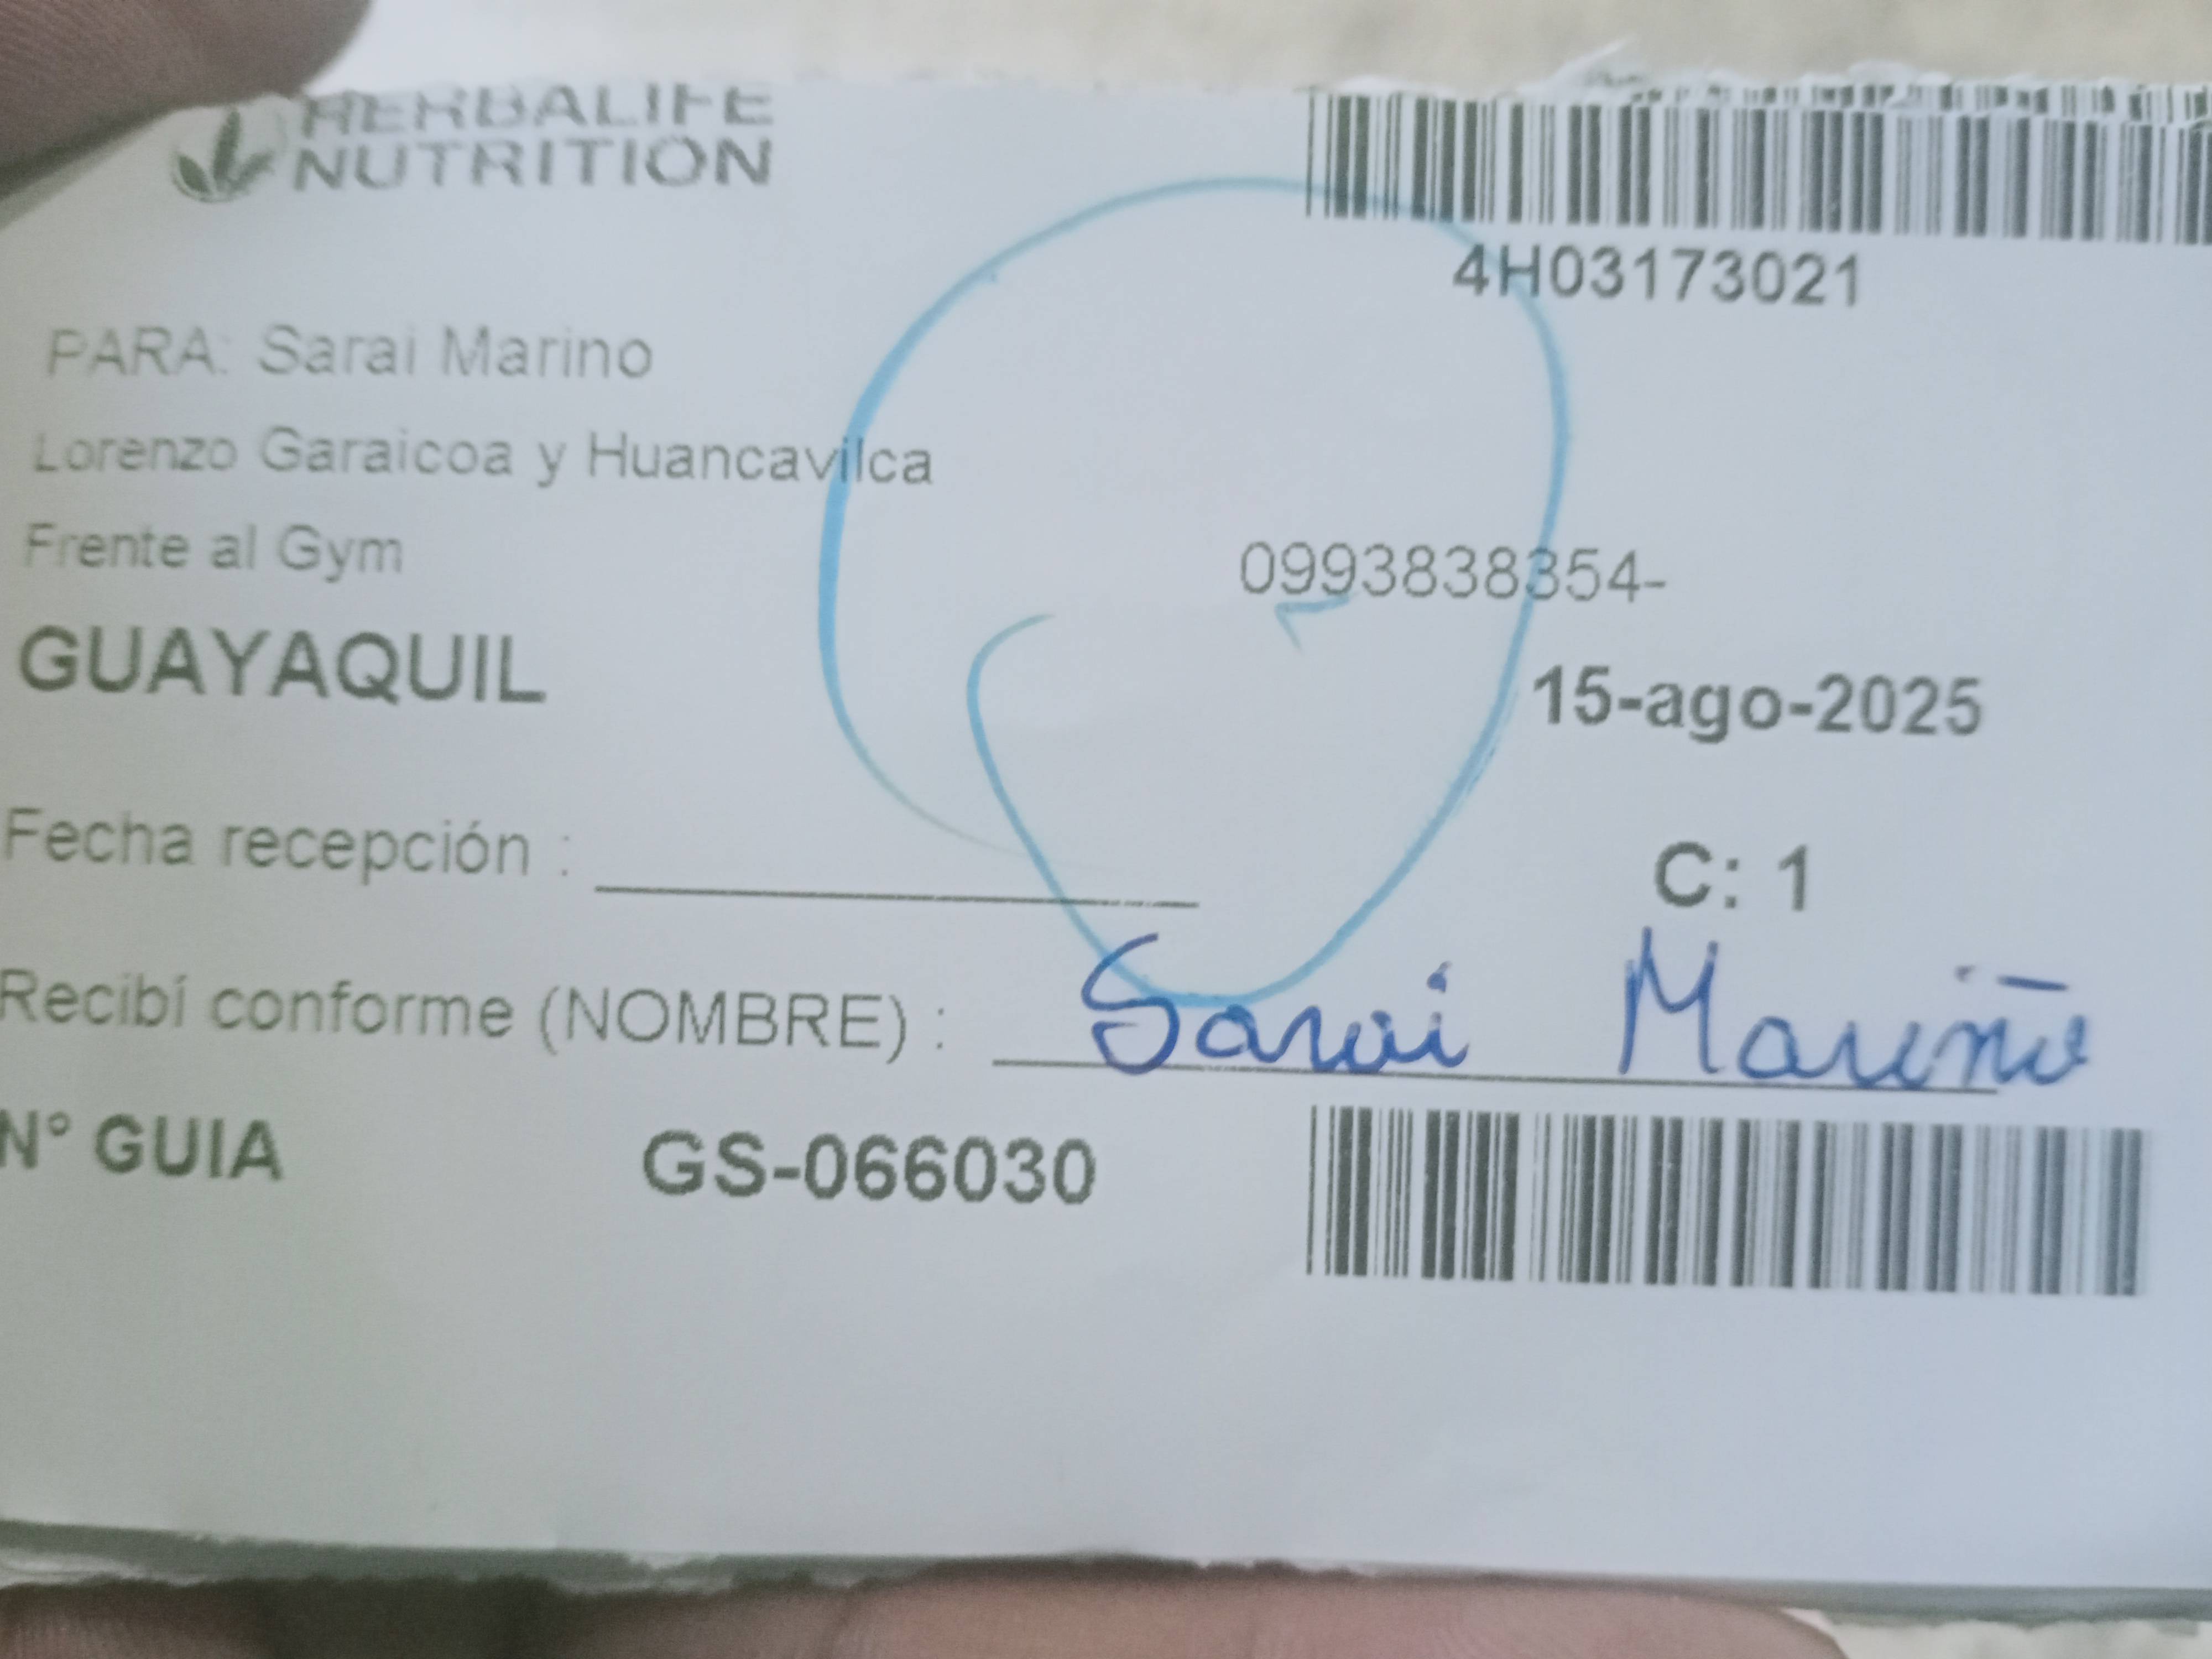 HERBALIFE
NUTRITION
4H03173021
PARA: Sarai Marino
Lorenzo Garaicoa y Huancavilca
Frente al Gym
0993838354-
GUAYAQUIL
15-ago-2025
Fecha recepción :
C: 1
Recibí conforme (NOMBRE) : Sarai Mariño
N° GUIA GS-066030